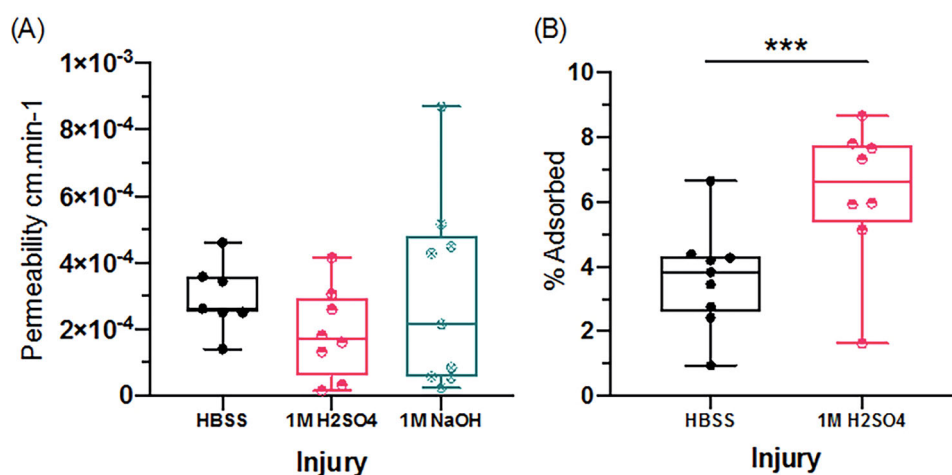 (A)
Permeability cm.min-1
1×10⁻³
8×10⁻⁴
6×10⁻⁴
4×10⁻⁴
2×10⁻⁴
0
HBSS 1M H2SO4 1M NaOH
Injury
(B)
***
% Adsorbed
10
8
6
4
2
0
HBSS 1M H2SO4
Injury